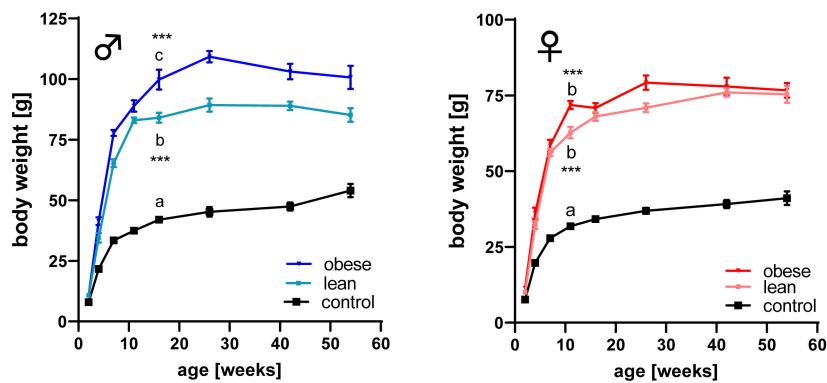 ♂
body weight [g]
125
100
75
50
25
0
***
c
b
***
a
obese
lean
control
0 10 20 30 40 50 60
age [weeks]
♀
body weight [g]
100
75
50
25
0
***
b
b
***
a
obese
lean
control
0 10 20 30 40 50 60
age [weeks]